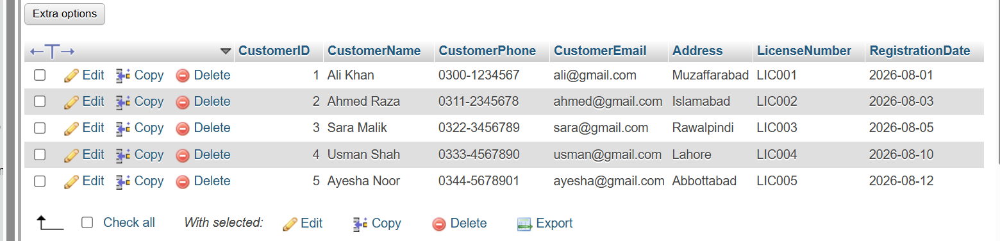 Extra options
CustomerID CustomerName CustomerPhone CustomerEmail Address LicenseNumber RegistrationDate
Edit Copy Delete 1 Ali Khan 0300-1234567 ali@gmail.com Muzaffarabad LIC001 2026-08-01
Edit Copy Delete 2 Ahmed Raza 0311-2345678 ahmed@gmail.com Islamabad LIC002 2026-08-03
Edit Copy Delete 3 Sara Malik 0322-3456789 sara@gmail.com Rawalpindi LIC003 2026-08-05
Edit Copy Delete 4 Usman Shah 0333-4567890 usman@gmail.com Lahore LIC004 2026-08-10
Edit Copy Delete 5 Ayesha Noor 0344-5678901 ayesha@gmail.com Abbottabad LIC005 2026-08-12
Check all With selected: Edit Copy Delete Export